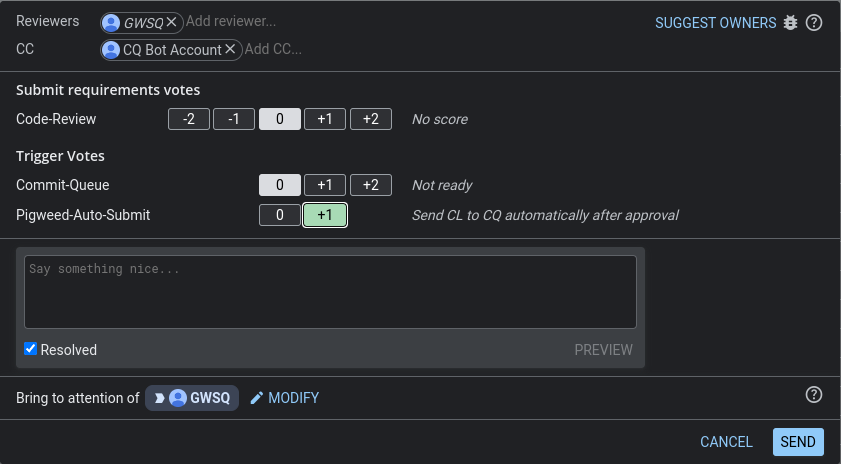 Reviewers GWSQ Add reviewer... SUGGEST OWNERS
CC CQ Bot Account Add CC...
Submit requirements votes
Code-Review -2 -1 0 +1 +2 No score
Trigger Votes
Commit-Queue 0 +1 +2 Not ready
Pigweed-Auto-Submit 0 +1 Send CL to CQ automatically after approval
Say something nice...
Resolved PREVIEW
Bring to attention of GWSQ MODIFY
CANCEL SEND